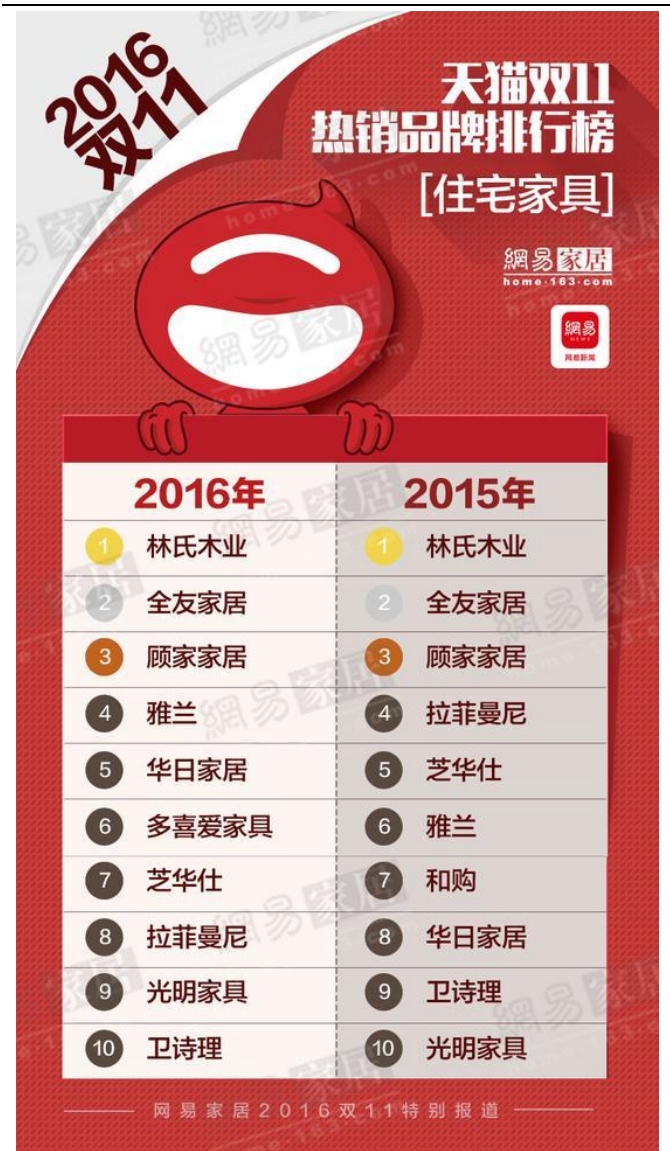 2016
双11
天猫双11
热销品牌排行榜
[住宅家具]
網易家居
home·163·com
網易
NEWS
网易新闻
2016年 2015年
1 林氏木业 1 林氏木业
2 全友家居 2 全友家居
3 顾家家居 3 顾家家居
4 雅兰 4 拉菲曼尼
5 华日家居 5 芝华仕
6 多喜爱家具 6 雅兰
7 芝华仕 7 和购
8 拉菲曼尼 8 华日家居
9 光明家具 9 卫诗理
10 卫诗理 10 光明家具
网易家居2016双11特别报道